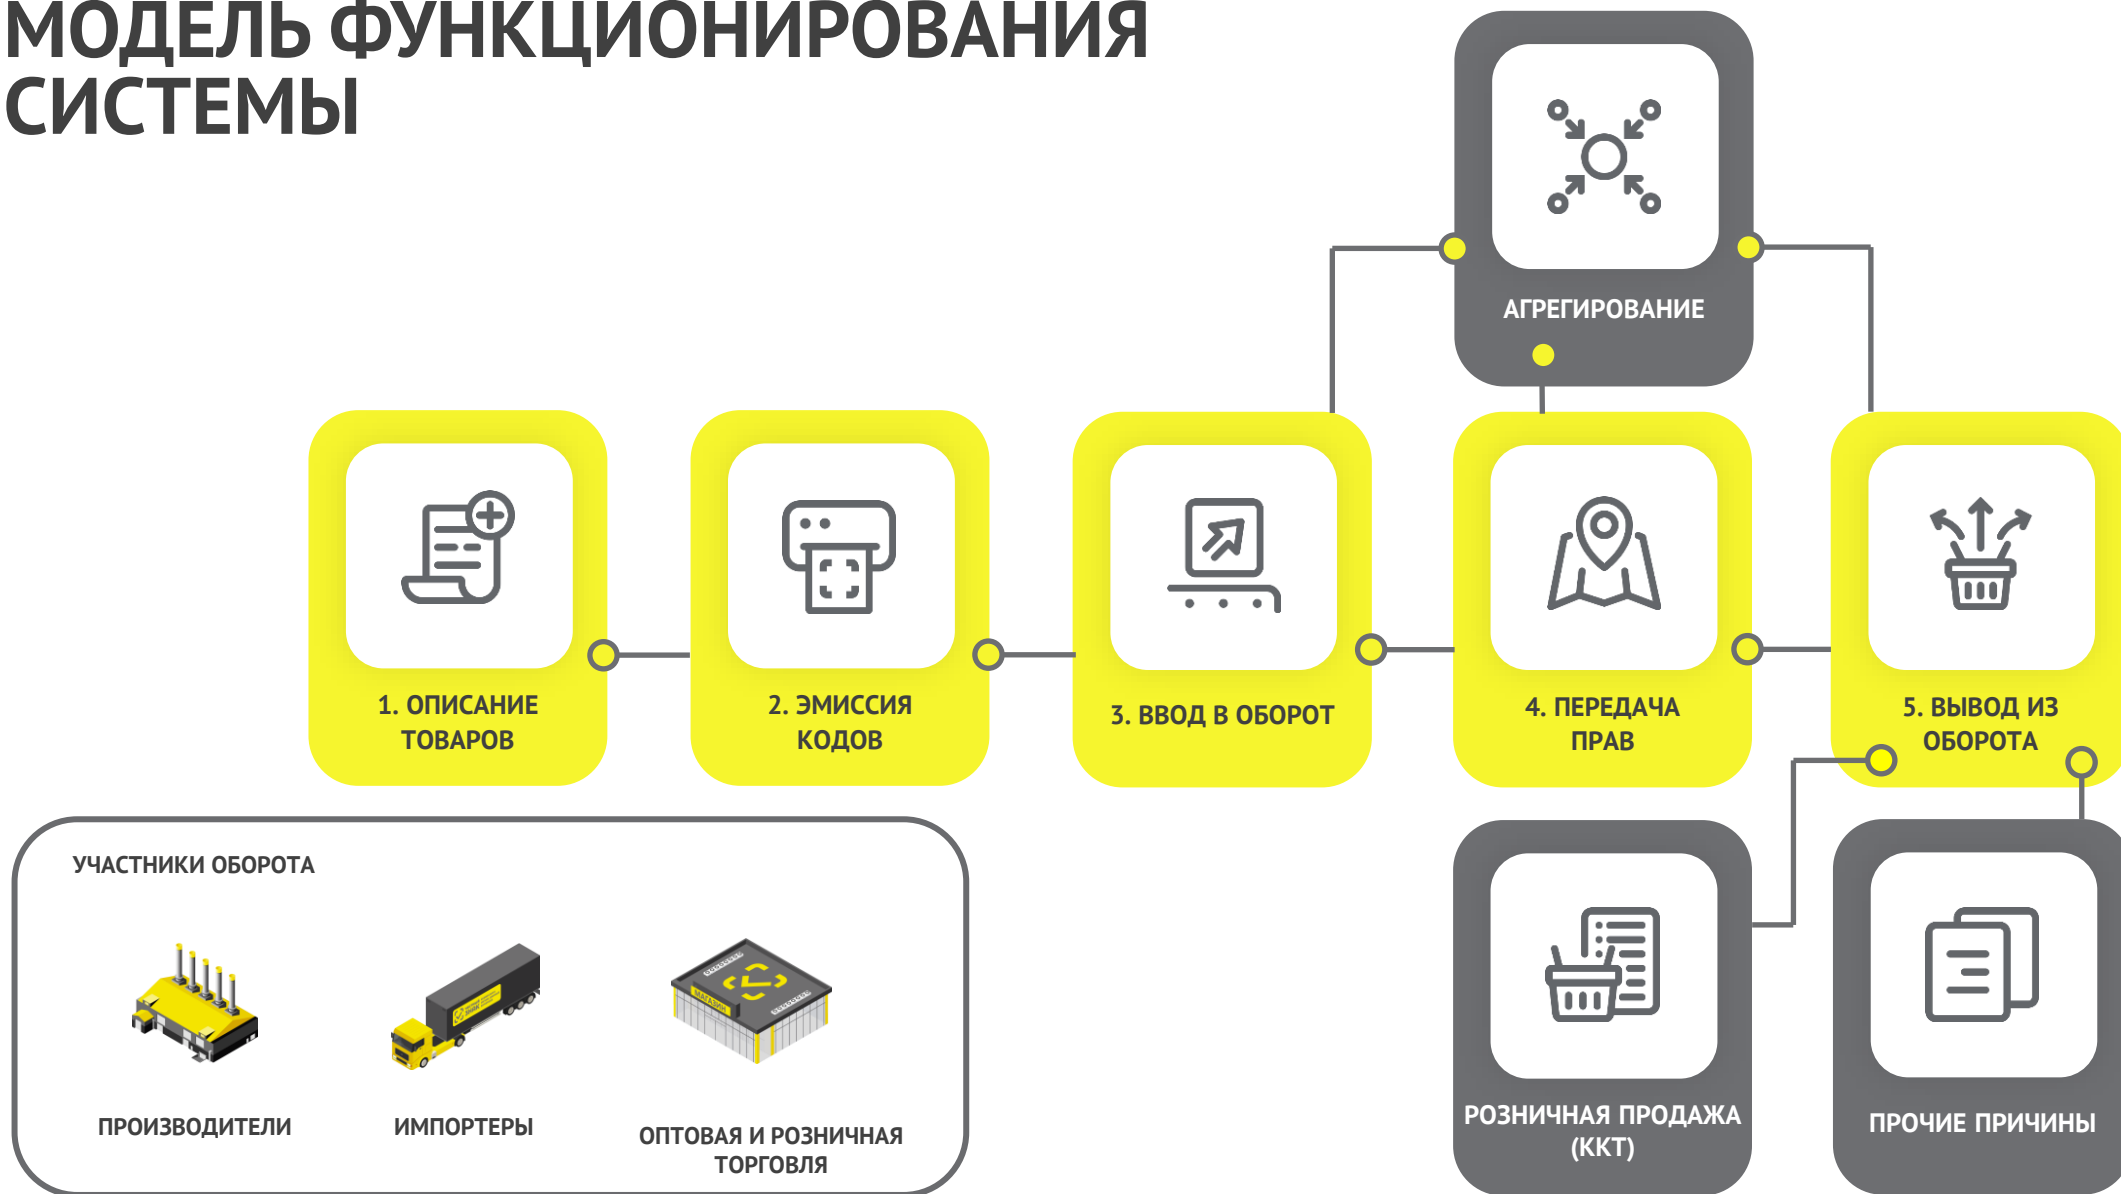 МОДЕЛЬ ФУНКЦИОНИРОВАНИЯ
СИСТЕМЫ
АГРЕГИРОВАНИЕ
1. ОПИСАНИЕ
ТОВАРОВ
2. ЭМИССИЯ
КОДОВ
3. ВВОД В ОБОРОТ
4. ПЕРЕДАЧА
ПРАВ
5. ВЫВОД ИЗ
ОБОРОТА
УЧАСТНИКИ ОБОРОТА
МАГАЗИН
ПРОИЗВОДИТЕЛИ
ИМПОРТЕРЫ
ОПТОВАЯ И РОЗНИЧНАЯ
ТОРГОВЛЯ
РОЗНИЧНАЯ ПРОДАЖА
(ККТ)
ПРОЧИЕ ПРИЧИНЫ